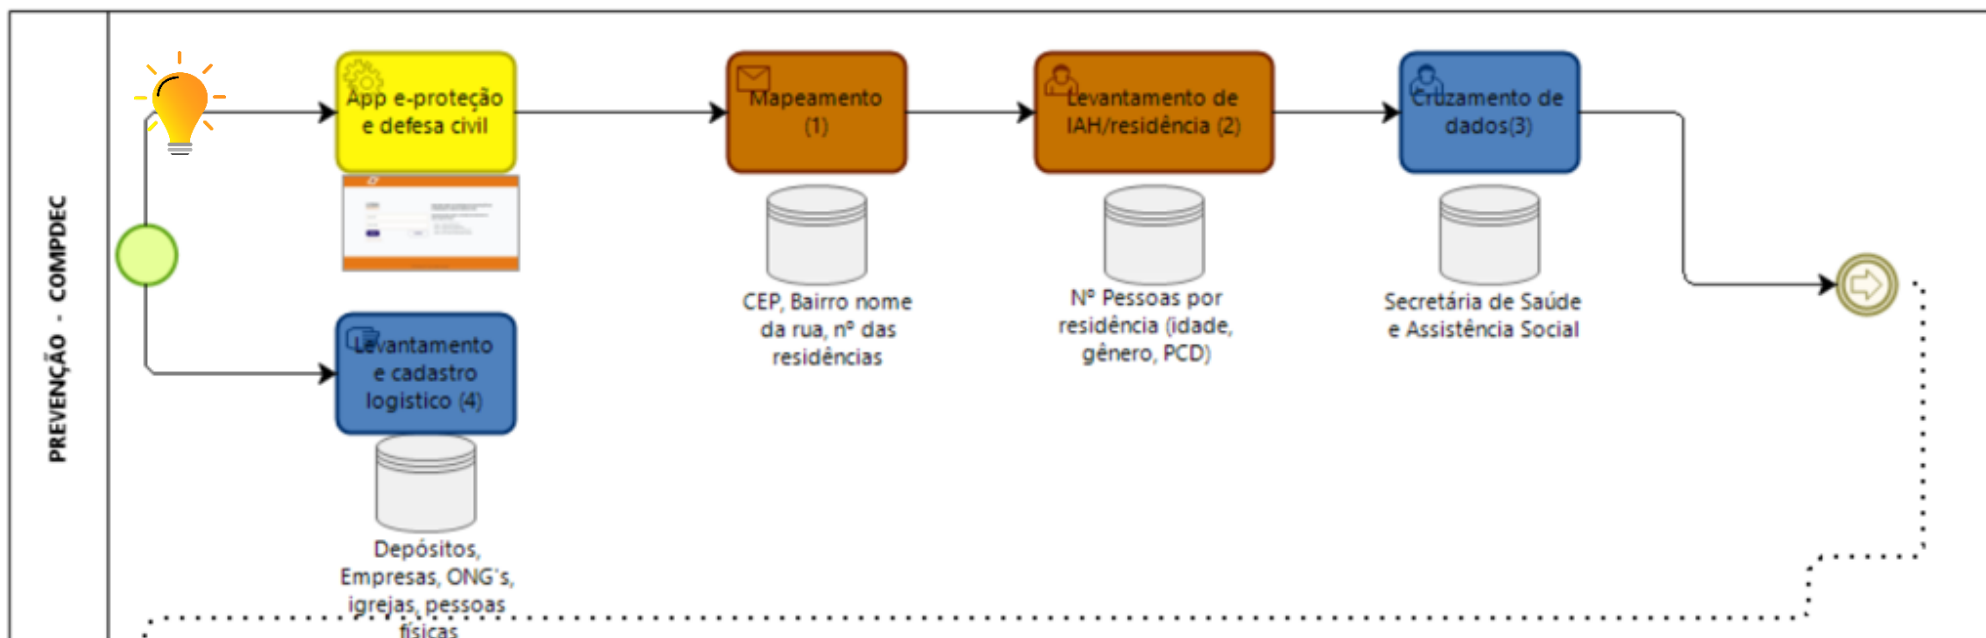 PREVENÇÃO - COMPDEC
App e-proteção
e defesa civil
Mapeamento
(1)
Levantamento de
IAH/residência (2)
Cruzamento de
dados(3)
CEP, Bairro nome
da rua, nº das
residências
Nº Pessoas por
residência (idade,
gênero, PCD)
Secretária de Saúde
e Assistência Social
Levantamento
e cadastro
logistico (4)
Depósitos,
Empresas, ONG's,
igrejas, pessoas
físicas